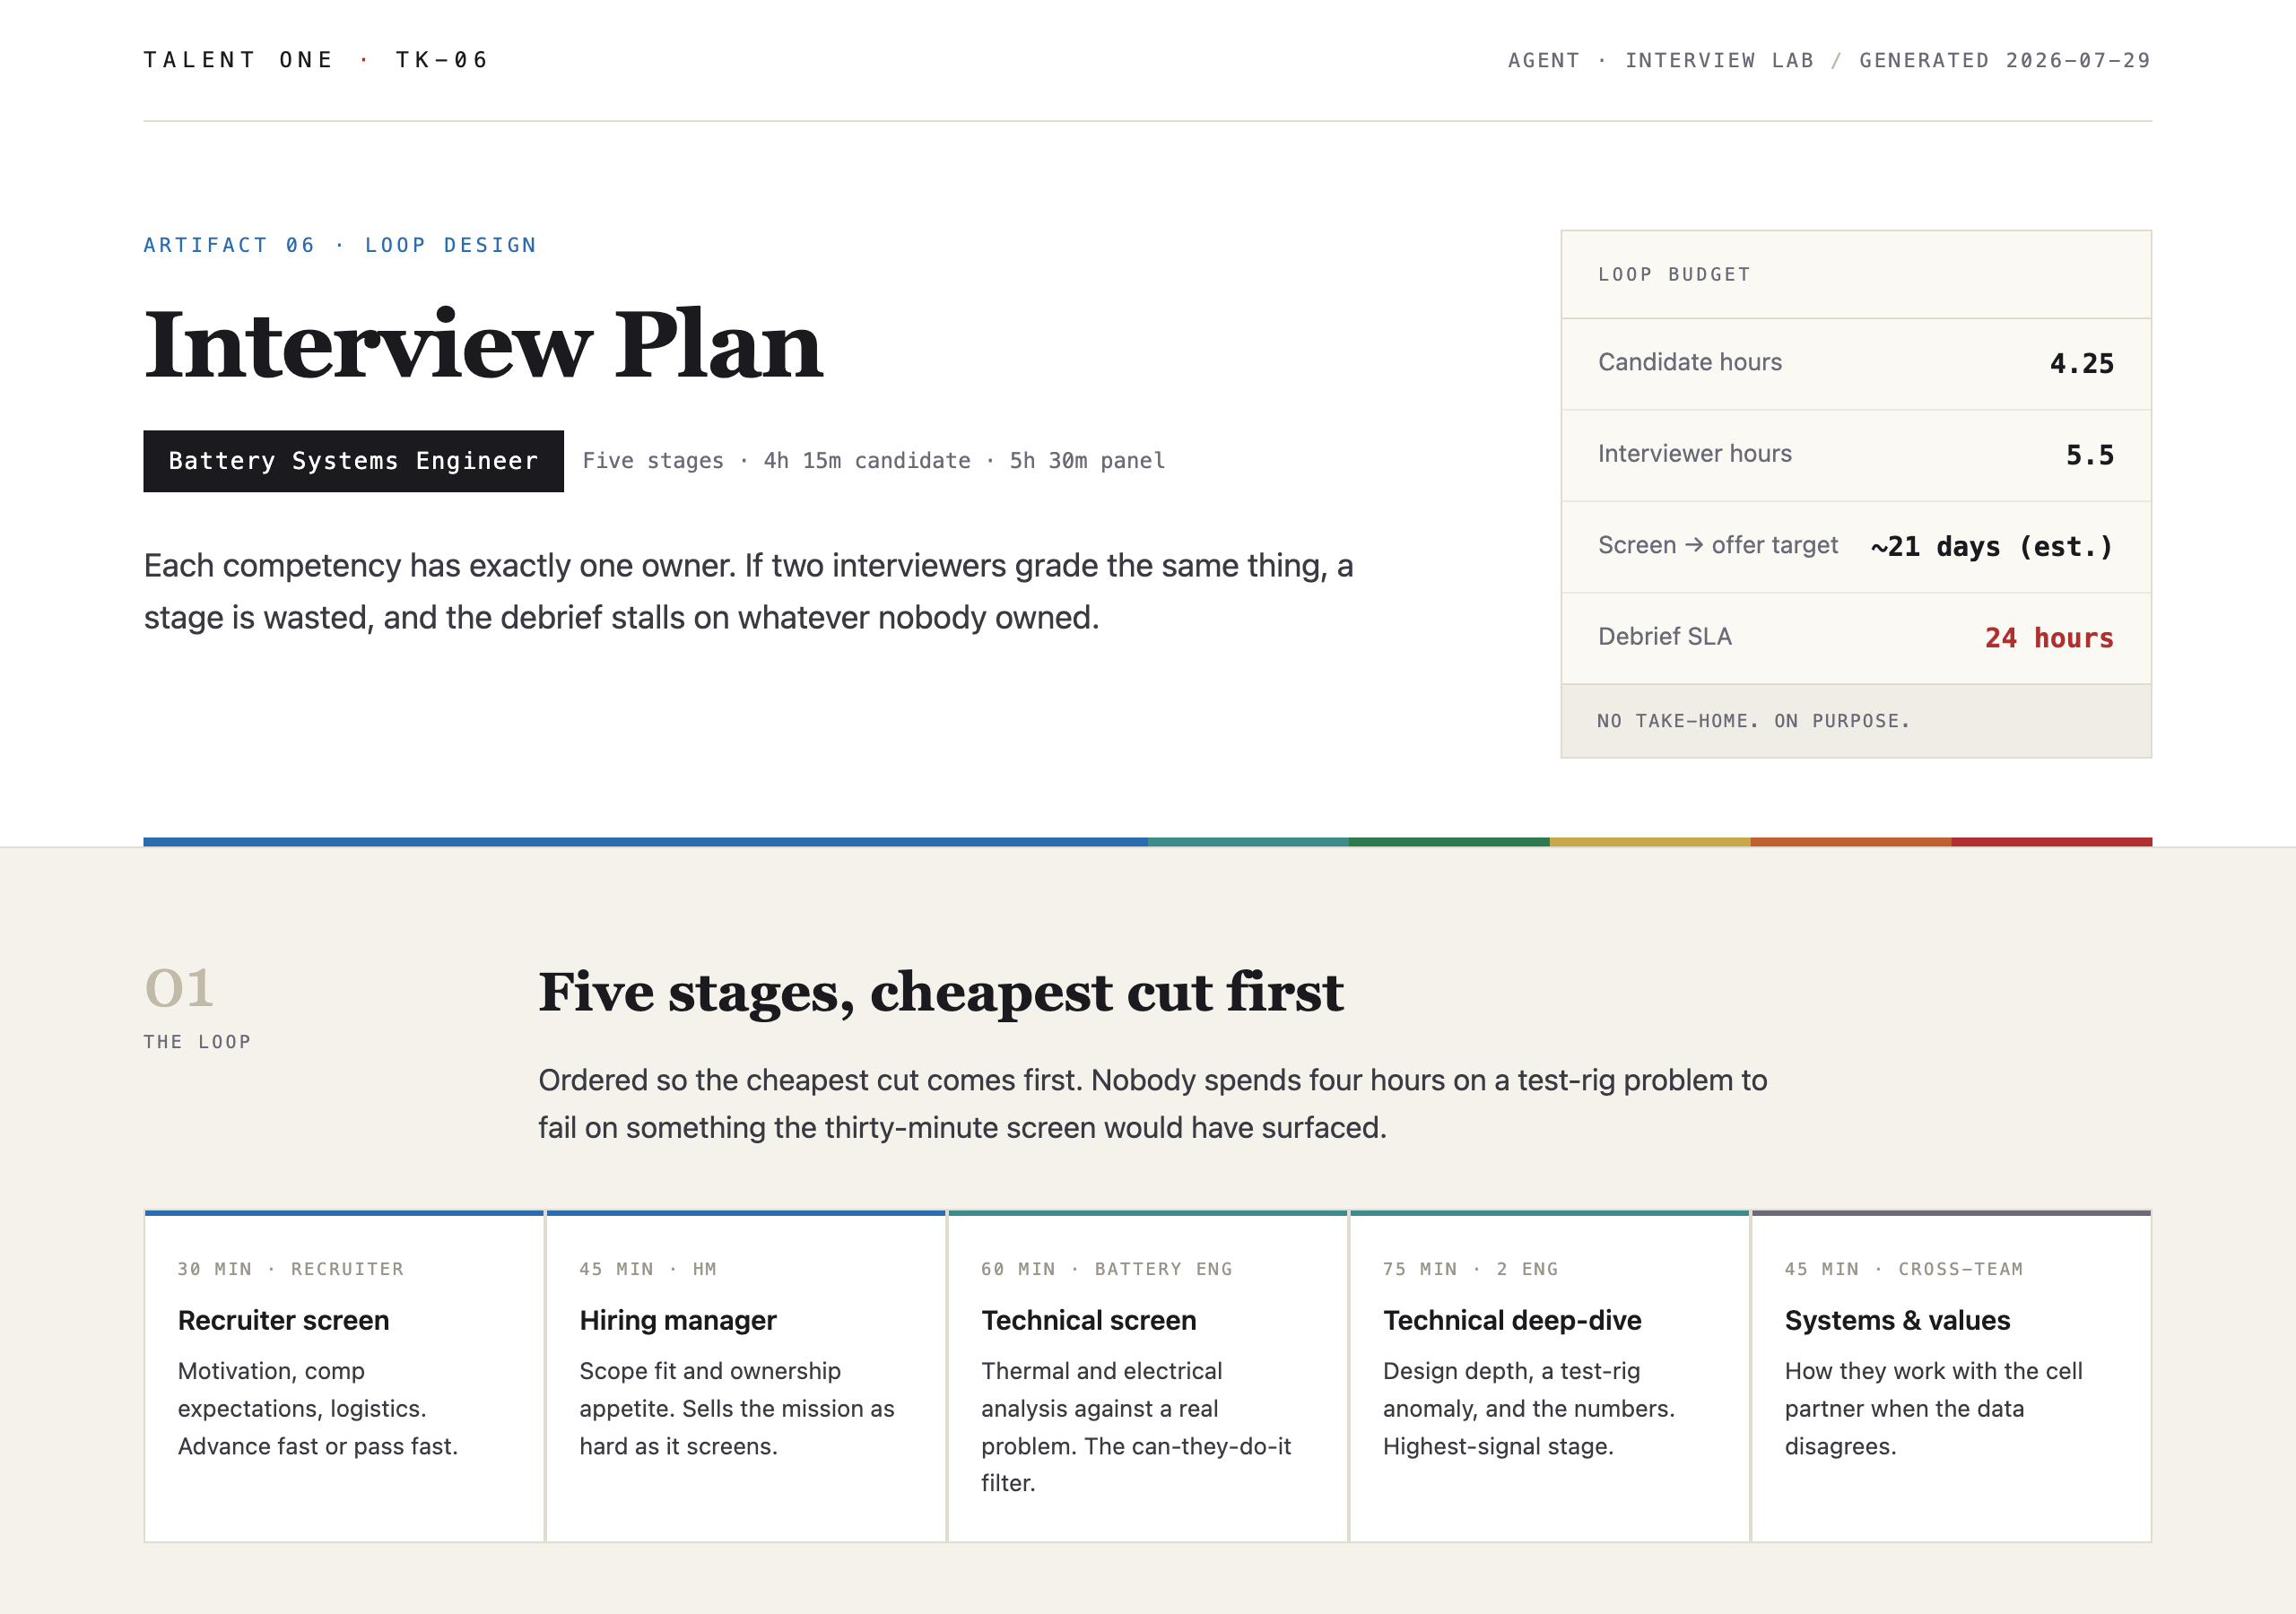 TALENT ONE · TK-06
AGENT · INTERVIEW LAB / GENERATED 2026-07-29
ARTIFACT 06 · LOOP DESIGN
Interview Plan
Battery Systems Engineer
Five stages · 4h 15m candidate · 5h 30m panel
Each competency has exactly one owner. If two interviewers grade the same thing, a
stage is wasted, and the debrief stalls on whatever nobody owned.
LOOP BUDGET
Candidate hours 4.25
Interviewer hours 5.5
Screen → offer target ~21 days (est.)
Debrief SLA 24 hours
NO TAKE-HOME. ON PURPOSE.
01
THE LOOP
Five stages, cheapest cut first
Ordered so the cheapest cut comes first. Nobody spends four hours on a test-rig problem to
fail on something the thirty-minute screen would have surfaced.
30 MIN · RECRUITER
Recruiter screen
Motivation, comp
expectations, logistics.
Advance fast or pass fast.
45 MIN · HM
Hiring manager
Scope fit and ownership
appetite. Sells the mission as
hard as it screens.
60 MIN · BATTERY ENG
Technical screen
Thermal and electrical
analysis against a real
problem. The can-they-do-it
filter.
75 MIN · 2 ENG
Technical deep-dive
Design depth, a test-rig
anomaly, and the numbers.
Highest-signal stage.
45 MIN · CROSS-TEAM
Systems & values
How they work with the cell
partner when the data
disagrees.